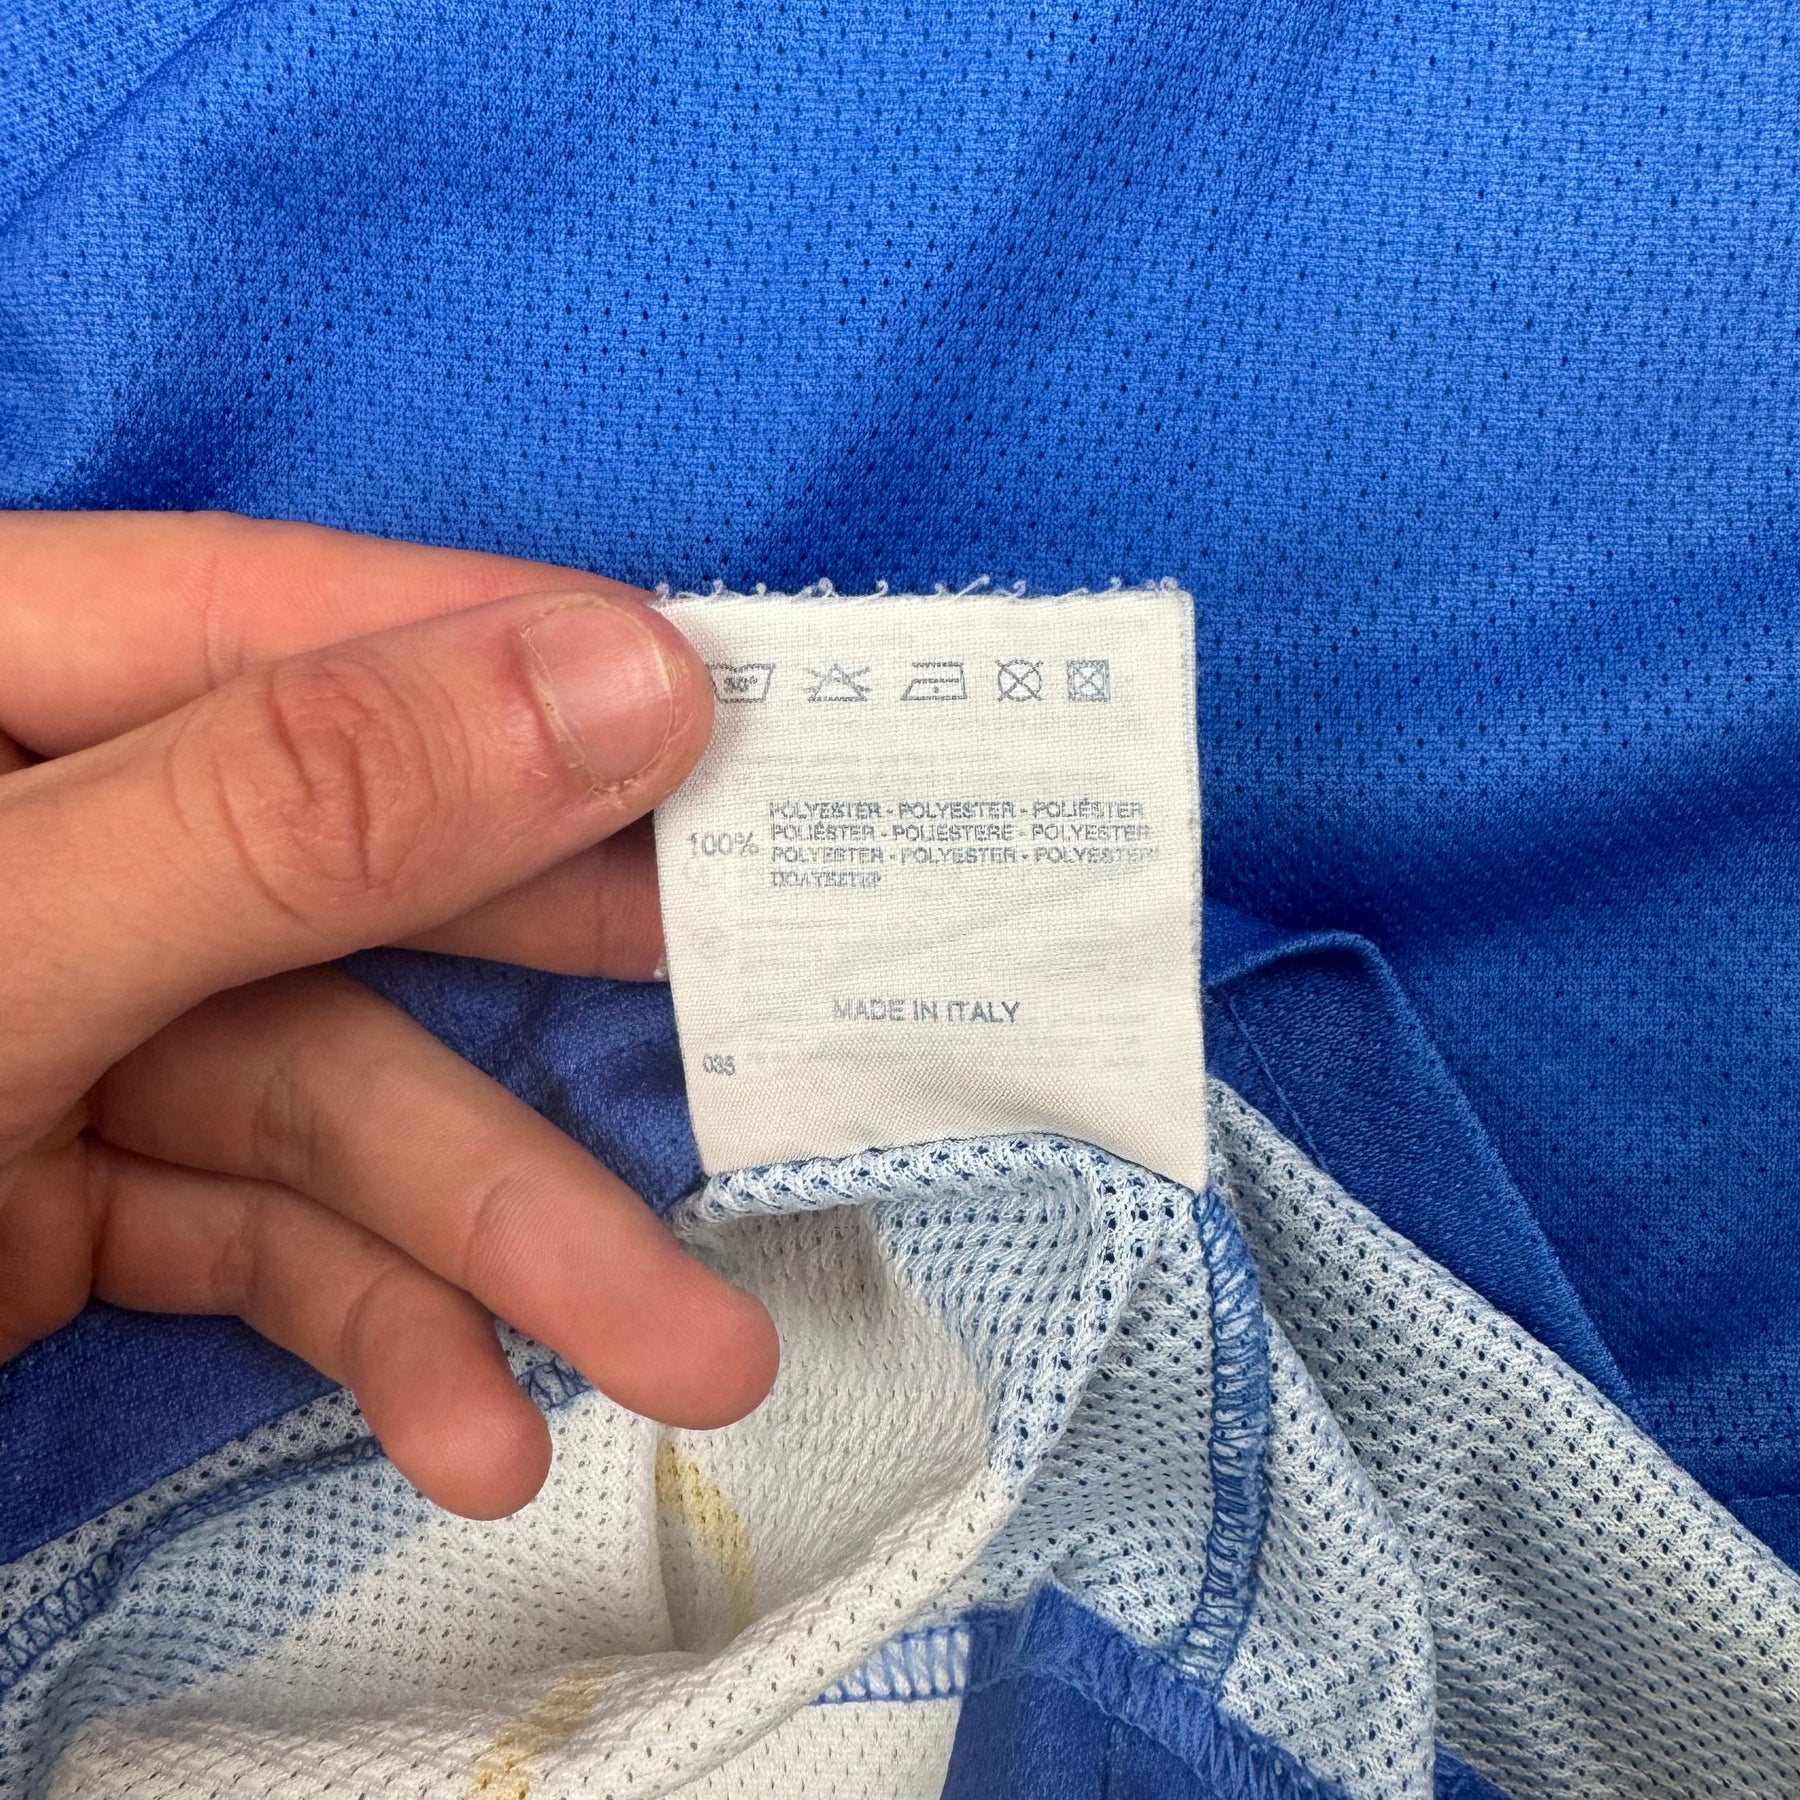 30°
POLYESTER - POLYESTER - POLIÉSTER
POLIÉSTER - POLIESTERE - POLYESTER
100%
POLYESTER - POLYESTER - POLYESTER
ΠΟΛΥΕΣΤΕΡ
MADE IN ITALY
035